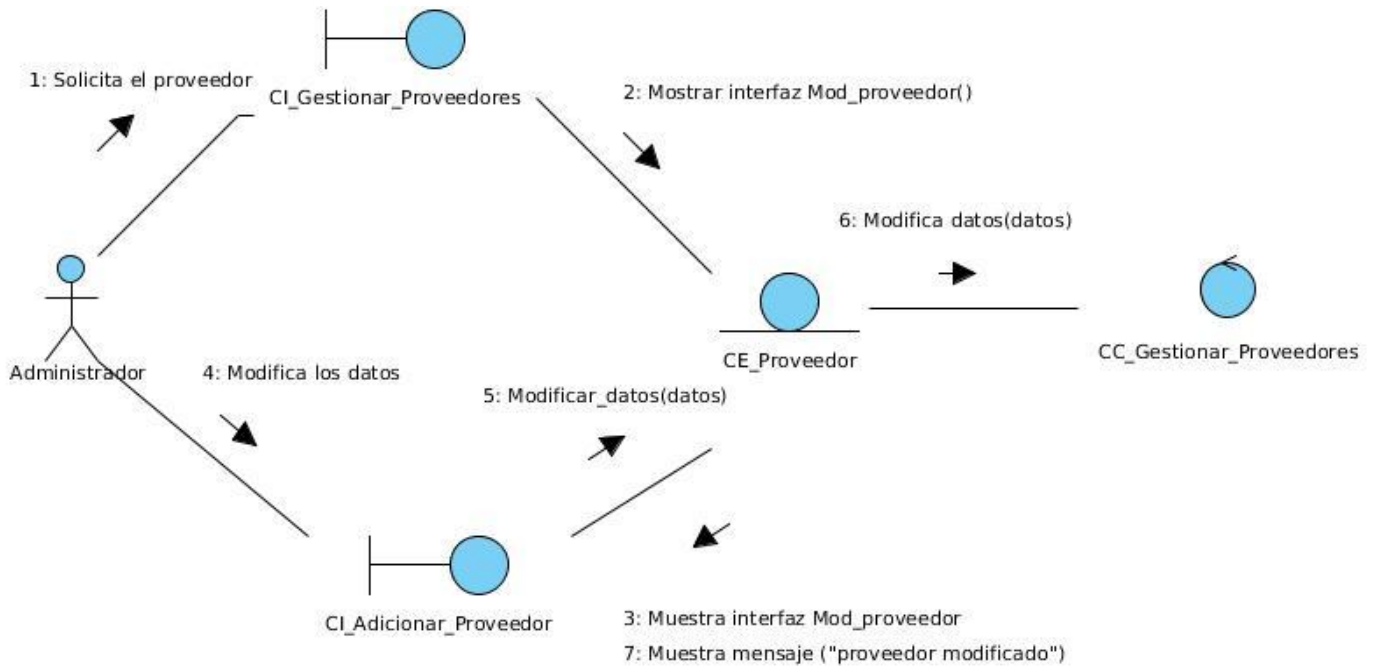 1: Solicita el proveedor
CI_Gestionar_Proveedores
2: Mostrar interfaz Mod_proveedor()
6: Modifica datos(datos)
CE_Proveedor
CC_Gestionar_Proveedores
Administrador
4: Modifica los datos
5: Modificar_datos(datos)
CI_Adicionar_Proveedor
3: Muestra interfaz Mod_proveedor
7: Muestra mensaje ("proveedor modificado")